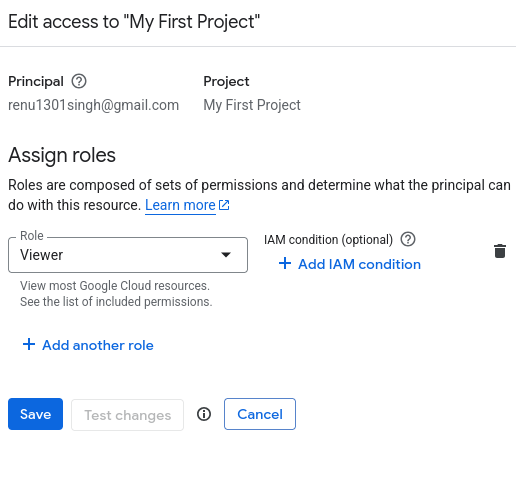 Edit access to "My First Project"
Principal
Project
renu1301singh@gmail.com
My First Project
Assign roles
Roles are composed of sets of permissions and determine what the principal can
do with this resource. Learn more
Role
Viewer
IAM condition (optional)
+ Add IAM condition
View most Google Cloud resources.
See the list of included permissions.
+ Add another role
Save
Test changes
Cancel